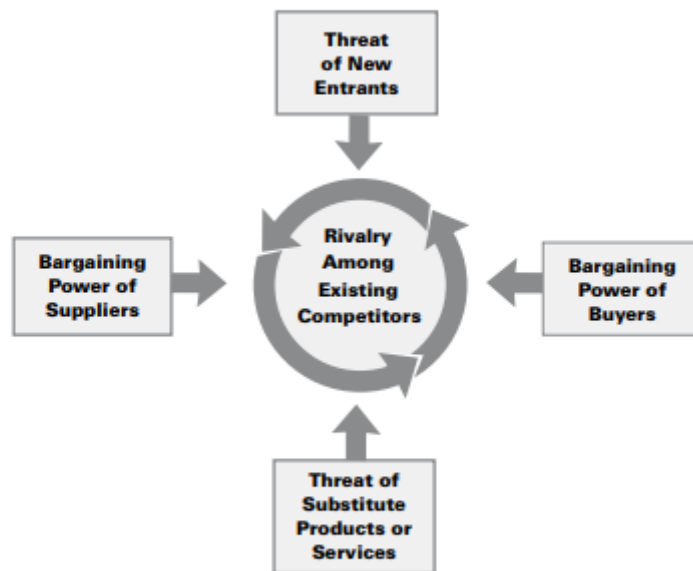 Threat
of New
Entrants
Bargaining
Power of
Suppliers
Rivalry
Among
Existing
Competitors
Bargaining
Power of
Buyers
Threat of
Substitute
Products or
Services